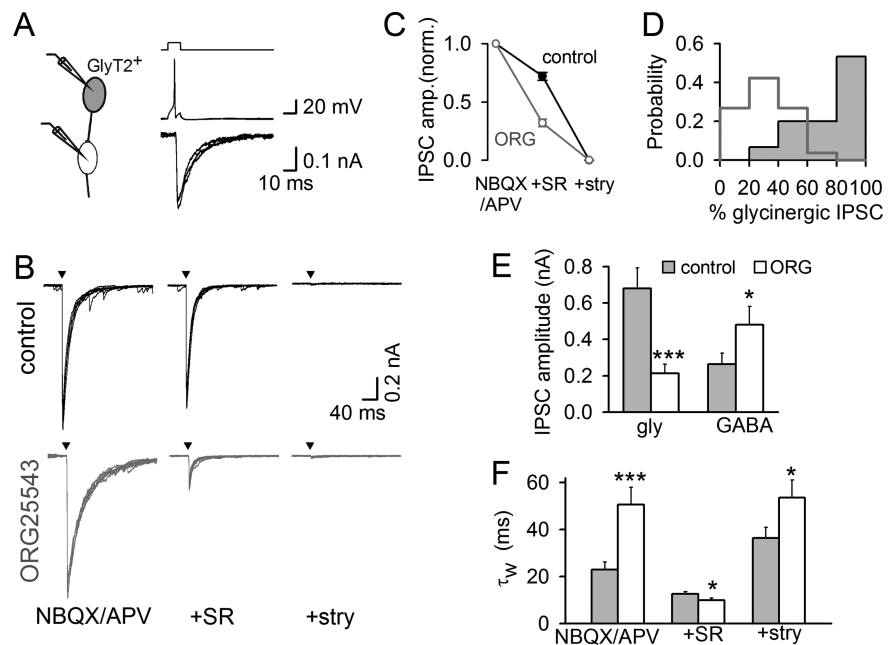 A
GlyT2+
20 mV
0.1 nA
10 ms
B
control
0.2 nA
40 ms
ORG25543
NBQX/APV +SR +stry
C
IPSC amp.(norm.)
1.0
0.5
0.0
control
ORG
NBQX +SR +stry
/APV
D
Probability
0.6
0.4
0.2
0.0
0 20 40 60 80 100
% glycinergic IPSC
E
IPSC amplitude (nA)
0.8
0.6
0.4
0.2
0.0
control ORG
***
*
gly GABA
F
τw (ms)
60
40
20
0
***
*
*
NBQX/APV +SR +stry